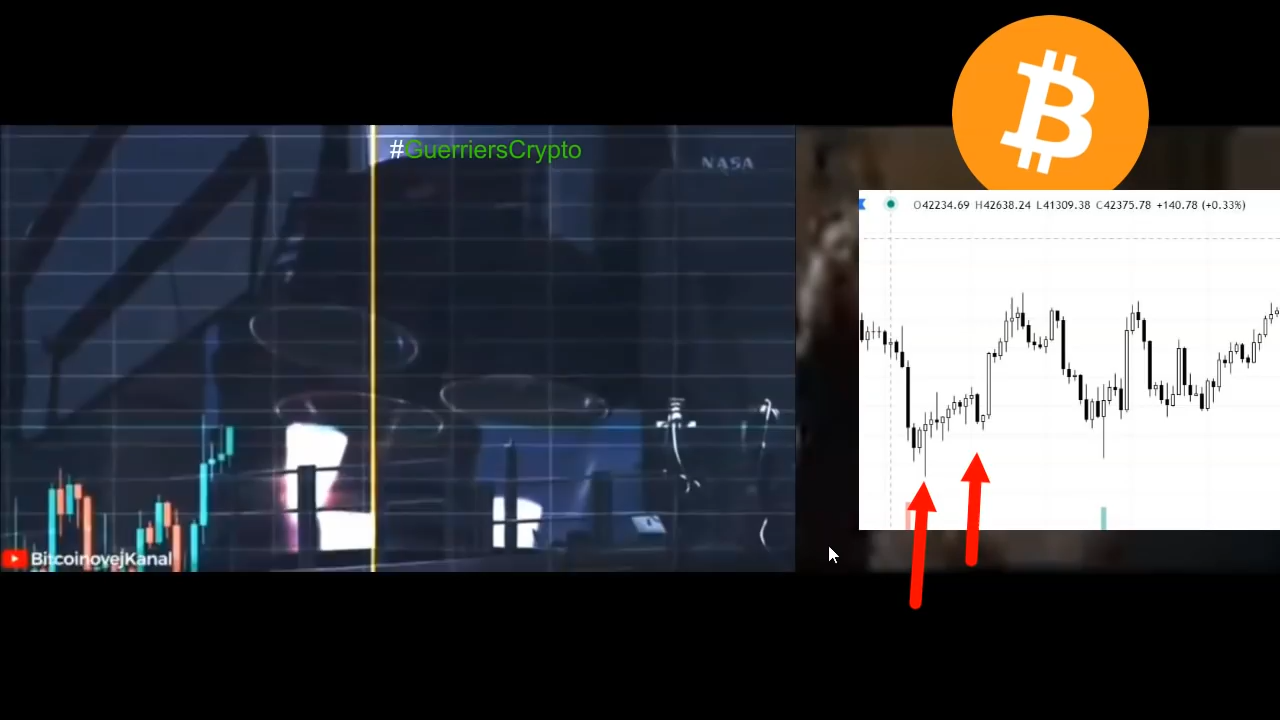 #GuerriersCrypto
NASA
O42234.69 H42638.24 L41309.38 C42375.78 +140.78 (+0.33%)
BitcoinovejKanal